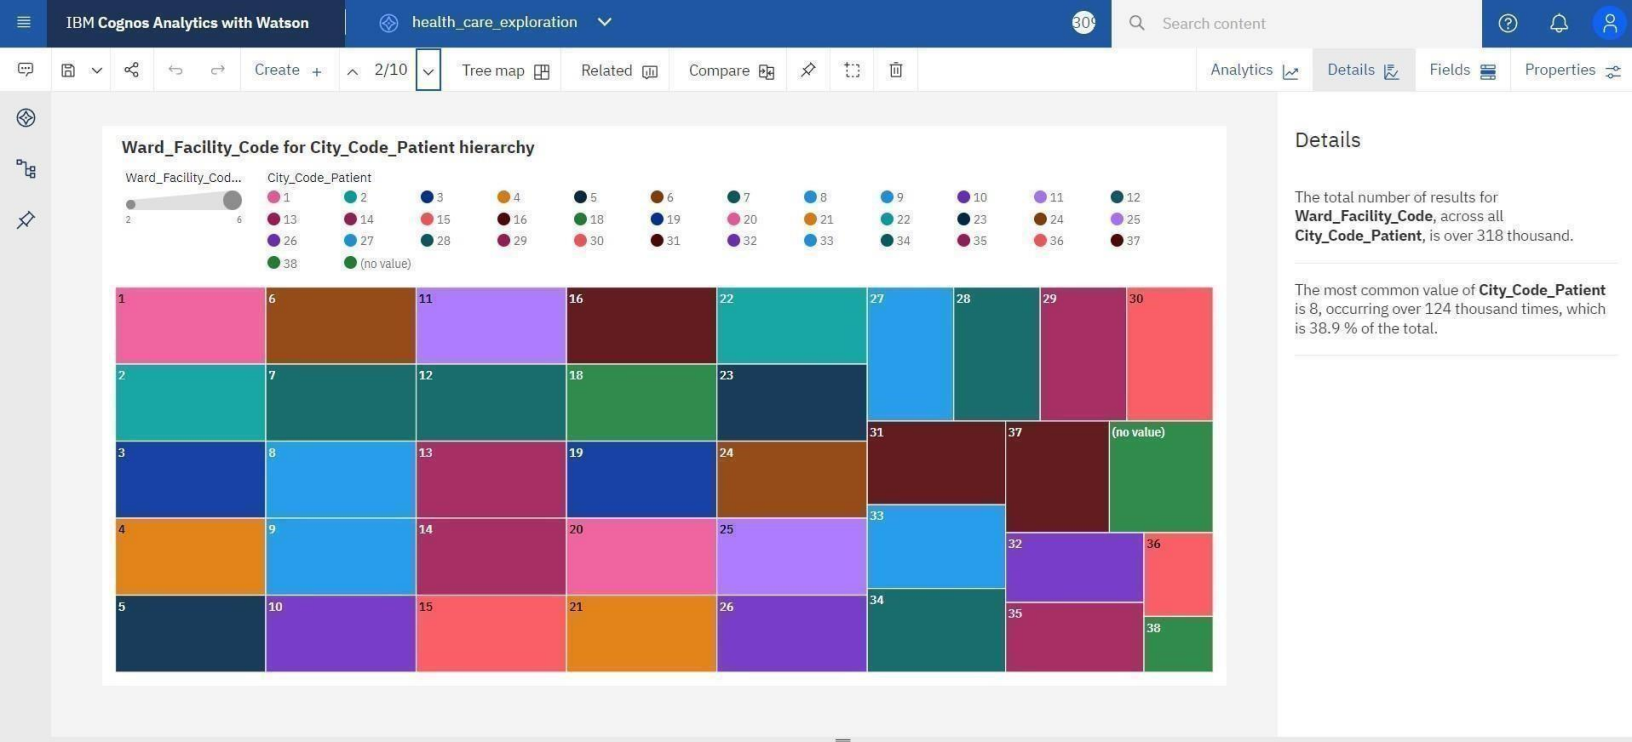 IBM Cognos Analytics with Watson
health_care_exploration
Search content
Create +
2/10
Tree map
Related
Compare
Analytics
Details
Fields
Properties
Ward_Facility_Code for City_Code_Patient hierarchy
Ward_Facility_Cod...
2 6
City_Code_Patient
1 2 3 4 5 6 7 8 9 10 11 12
13 14 15 16 18 19 20 21 22 23 24 25
26 27 28 29 30 31 32 33 34 35 36 37
38 (no value)
1 6 11 16 22 27 28 29 30
2 7 12 18 23
31 37 (no value)
3 8 13 19 24
33
4 9 14 20 25
32 36
34
5 10 15 21 26
35
38
Details
The total number of results for
Ward_Facility_Code, across all
City_Code_Patient, is over 318 thousand.
The most common value of City_Code_Patient
is 8, occurring over 124 thousand times, which
is 38.9 % of the total.